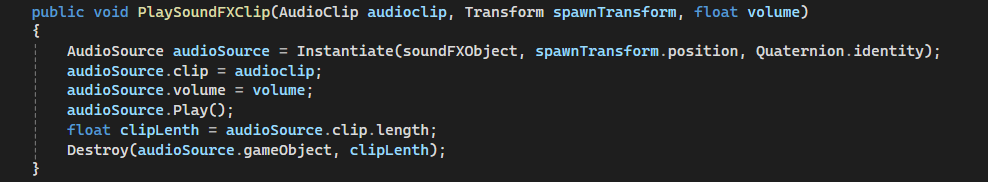 public void PlaySoundFXClip(AudioClip audioclip, Transform spawnTransform, float volume)
{
AudioSource audioSource = Instantiate(soundFXObject, spawnTransform.position, Quaternion.identity);
audioSource.clip = audioclip;
audioSource.volume = volume;
audioSource.Play();
float clipLenth = audioSource.clip.length;
Destroy(audioSource.gameObject, clipLenth);
}